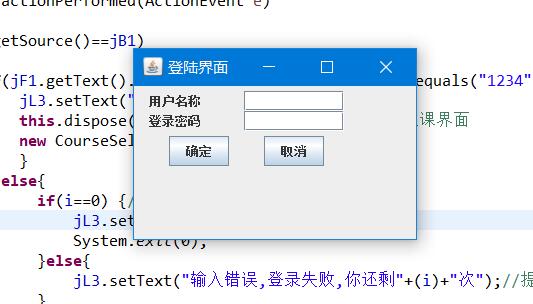 actionPerformed(ActionEvent e)
getSource()==jB1)
登陆界面
(jF1.getText(). equals("1234"
jL3.setText("
this.dispose 课界面
new CourseSel
}
else{
用户名称
登录密码
确定 取消
if(i==0) {/
jL3.set
System.exit(0);
}else{
jL3.setText("输入错误,登录失败,你还剩"+(i)+"次");//提
}